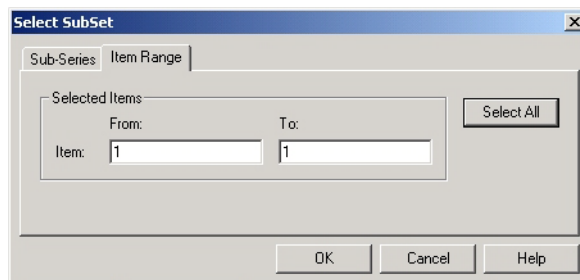 Select SubSet
Sub-Series Item Range
Selected Items
Select All
From: To:
Item: 1 1
OK Cancel Help